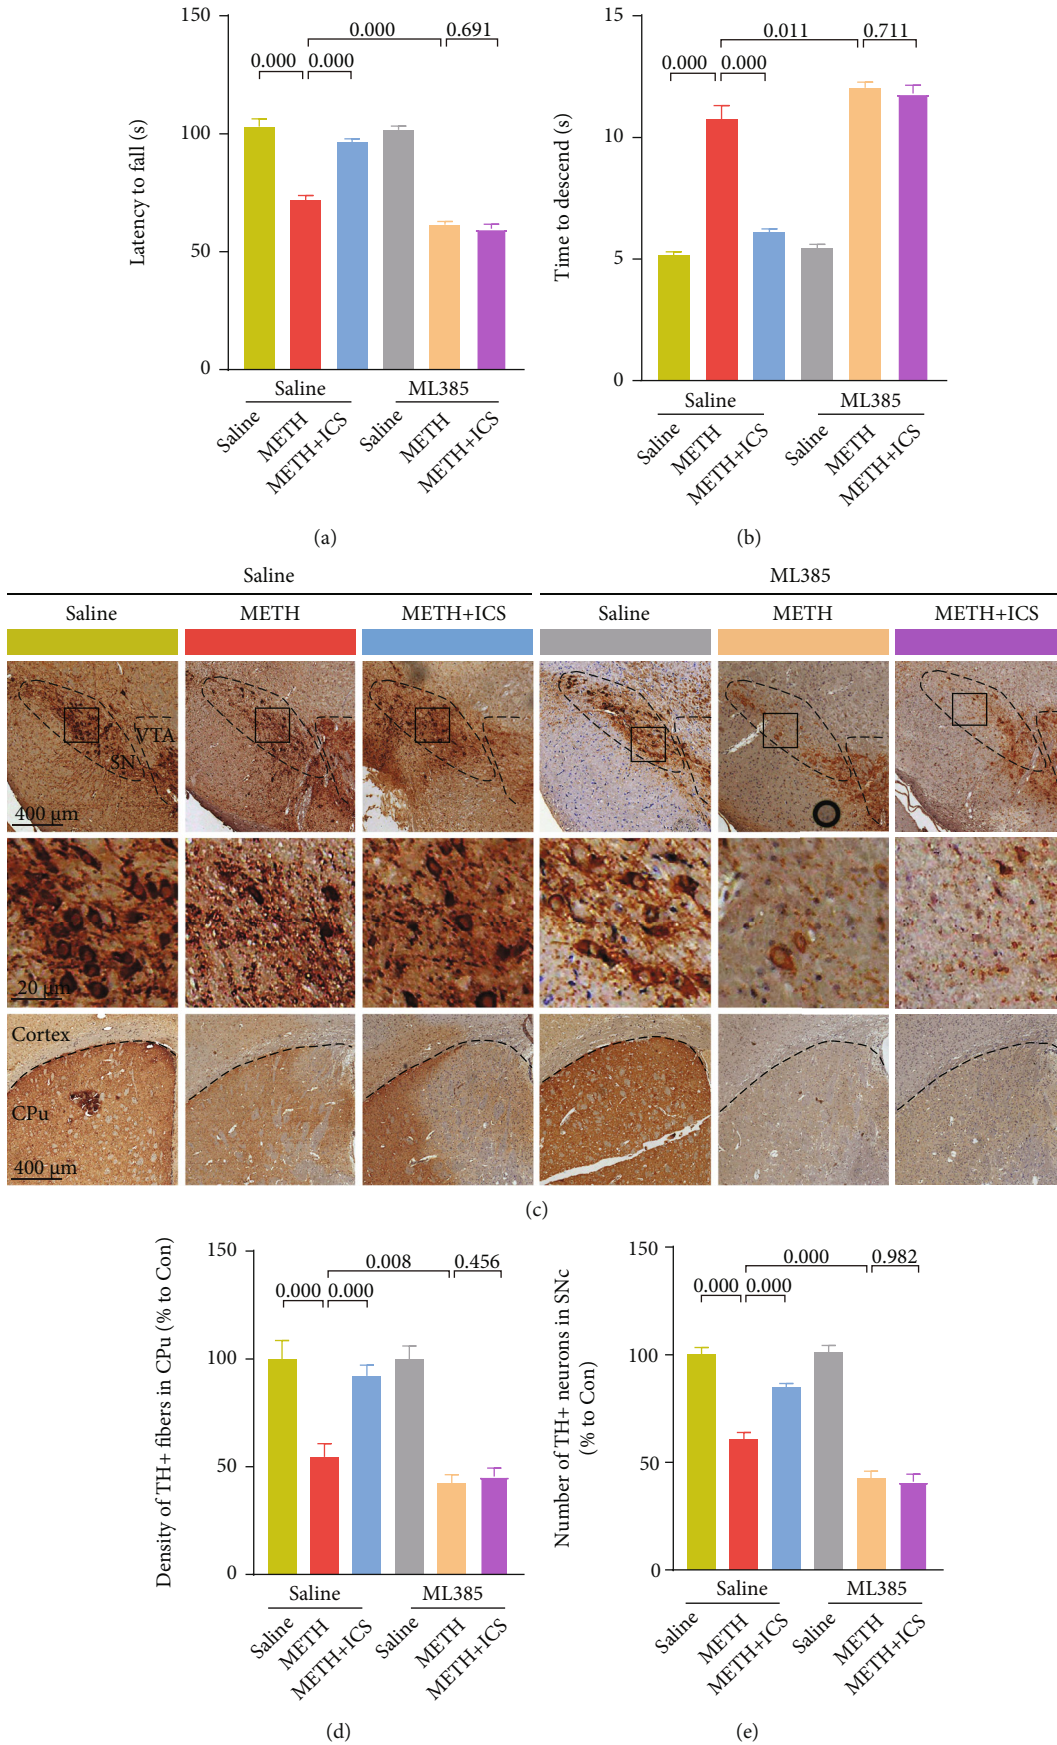 0.000
0.691
0.000
0.000
150
100
50
0
Latency to fall (s)
Saline
ML385
Saline
METH
METH+ICS
Saline
METH
METH+ICS
(a)
0.011
0.711
0.000
0.000
15
10
5
0
Time to descend (s)
Saline
ML385
Saline
METH
METH+ICS
Saline
METH
METH+ICS
(b)
Saline
ML385
Saline
METH
METH+ICS
Saline
METH
METH+ICS
VTA
SN
400 μm
20 μm
Cortex
CPu
400 μm
(c)
0.008
0.456
0.000
0.000
150
100
50
0
Density of TH+ fibers in CPu (% to Con)
Saline
ML385
Saline
METH
METH+ICS
Saline
METH
METH+ICS
(d)
0.000
0.982
0.000
0.000
150
100
50
0
Number of TH+ neurons in SNc
(% to Con)
Saline
ML385
Saline
METH
METH+ICS
Saline
METH
METH+ICS
(e)